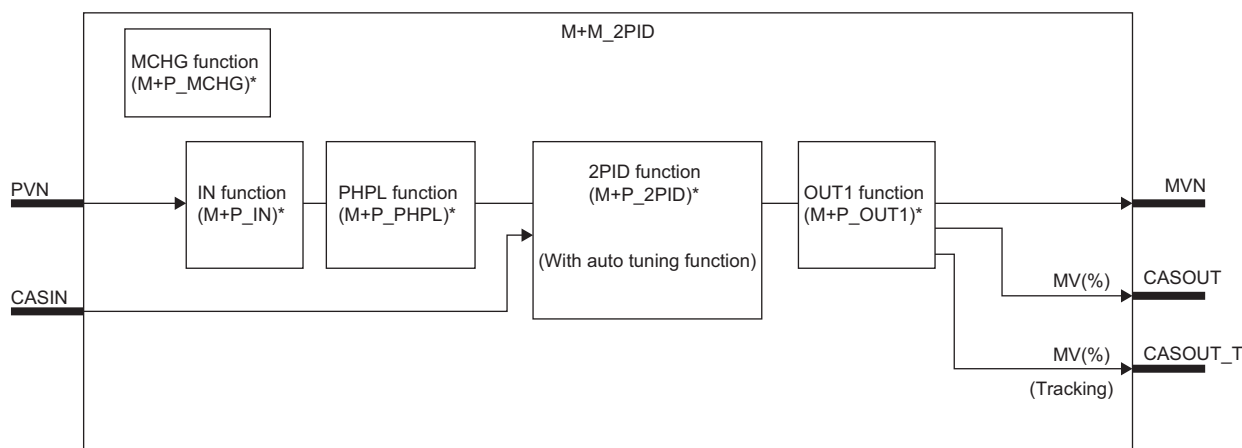 M+M_2PID
MCHG function
(M+P_MCHG)*
PVN
IN function
(M+P_IN)*
PHPL function
(M+P_PHPL)*
2PID function
(M+P_2PID)*
(With auto tuning function)
OUT1 function
(M+P_OUT1)*
MVN
CASIN
MV(%)
CASOUT
MV(%)
CASOUT_T
(Tracking)